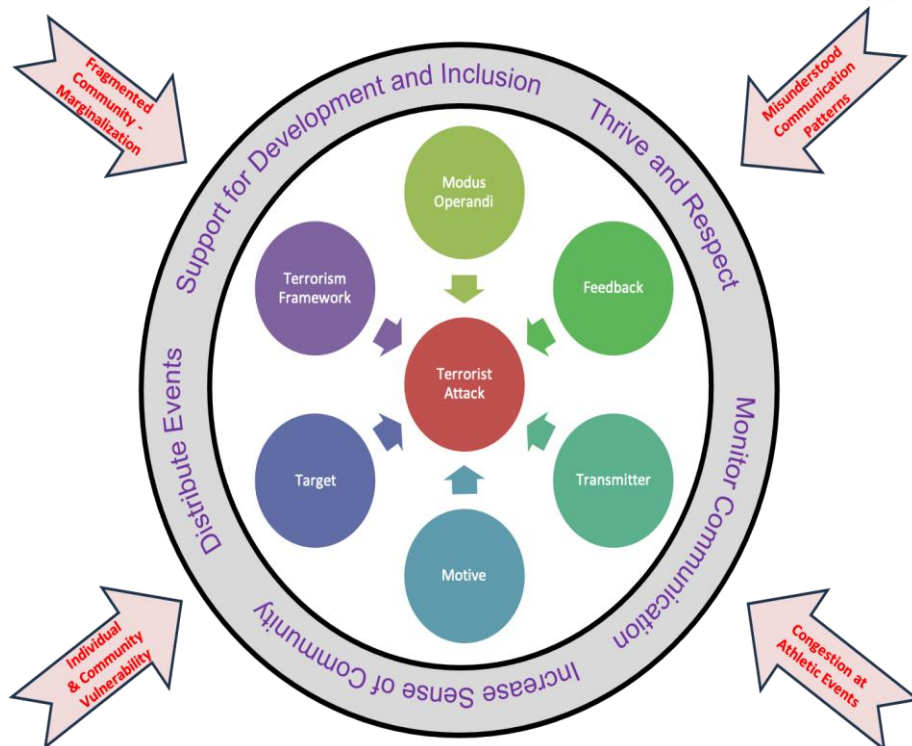 Fragmented
Community -
Marginalization
Misunderstood
Communication
Patterns
Support for Development and Inclusion
Thrive and Respect
Modus
Operandi
Terrorism
Framework
Feedback
Terrorist
Attack
Distribute Events
Monitor Communication
Target
Transmitter
Motive
Increase Sense of Community
Individual
& Community
Vulnerability
Congestion at
Athletic Events